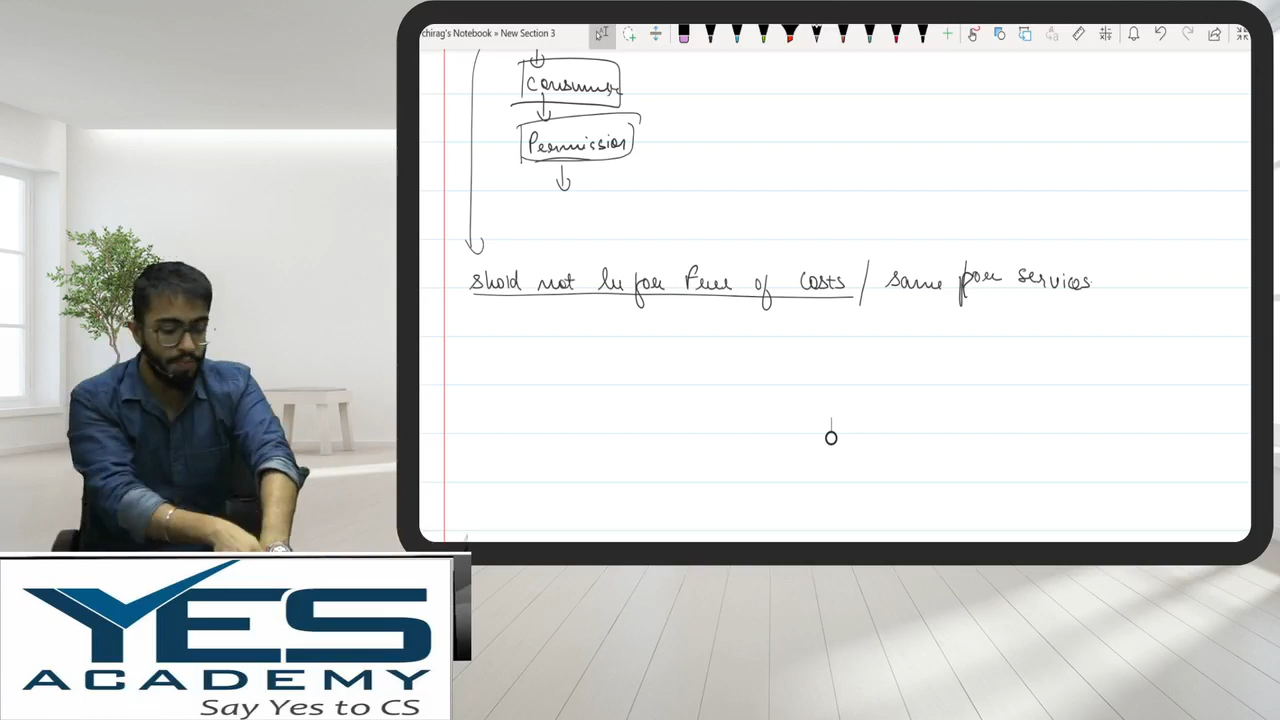 chirag's Notebook » New Section 3
Consumer
Permission
shold not be for Free of costs / same for services
YES
ACADEMY
Say Yes to CS